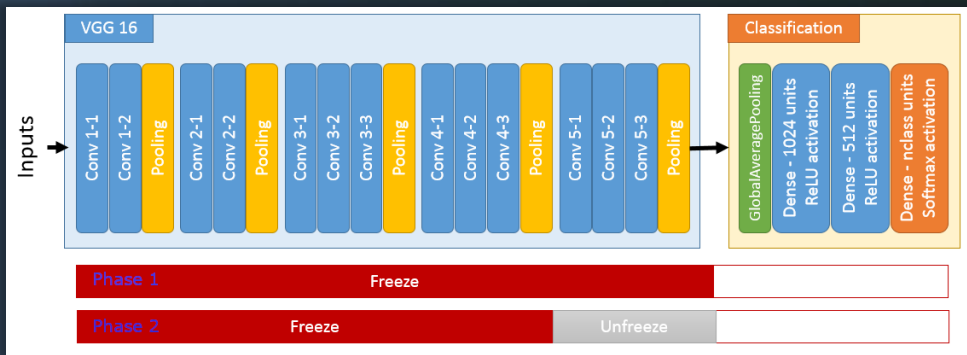 VGG 16
Classification
Inputs
Conv 1-1
Conv 1-2
Pooling
Conv 2-1
Conv 2-2
Pooling
Conv 3-1
Conv 3-2
Conv 3-3
Pooling
Conv 4-1
Conv 4-2
Conv 4-3
Pooling
Conv 5-1
Conv 5-2
Conv 5-3
Pooling
GlobalAveragePooling
Dense - 1024 units
ReLU activation
Dense - 512 units
ReLU activation
Dense - nclass units
Softmax activation
Phase 1
Freeze
Phase 2
Freeze
Unfreeze